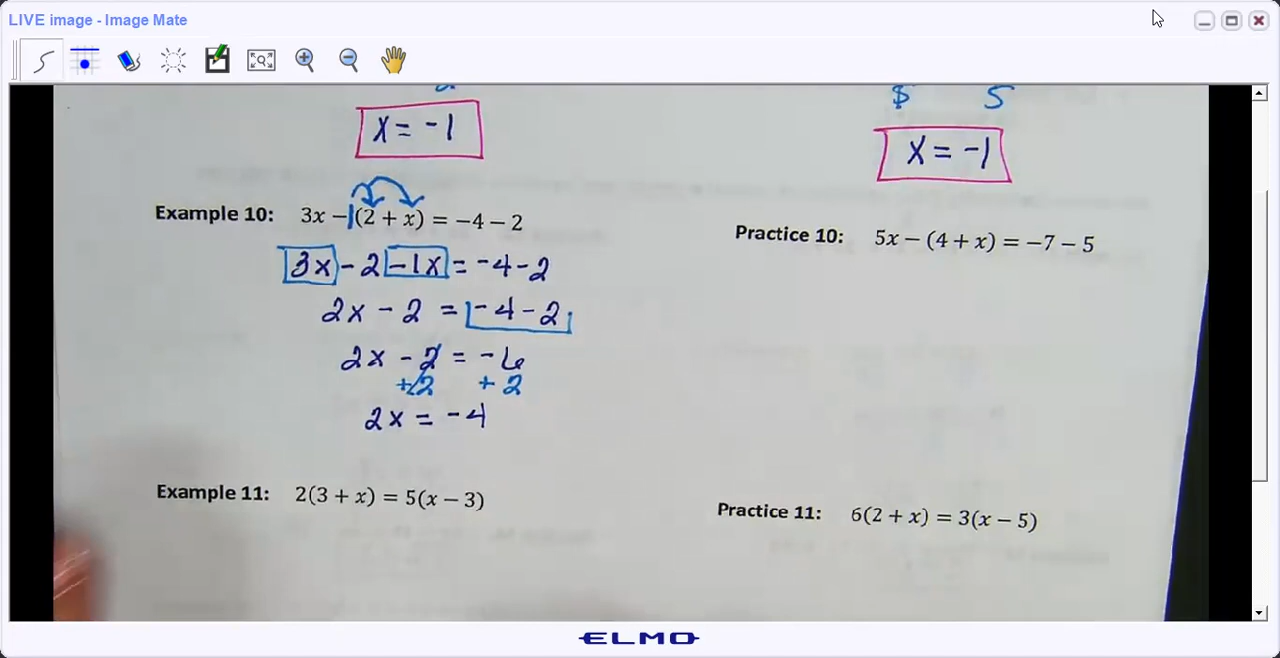 LIVE image - Image Mate
x = -1
$ 5
x = -1
Example 10: 3x -1(2 + x) = -4 - 2
3x - 2 - 1x = -4 - 2
2x - 2 = -4 - 2
2x - 2 = -6
+2 +2
2x = -4
Practice 10: 5x - (4 + x) = -7 - 5
Example 11: 2(3 + x) = 5(x - 3)
Practice 11: 6(2 + x) = 3(x - 5)
ELMO